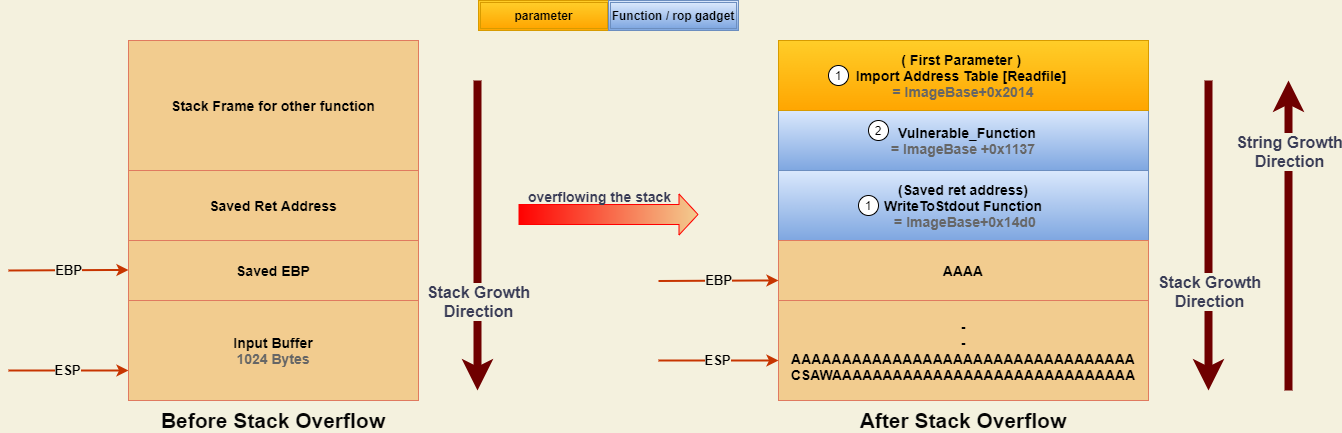 parameter
Function / rop gadget
Stack Frame for other function
Saved Ret Address
EBP
Saved EBP
Input Buffer
1024 Bytes
ESP
Stack Growth
Direction
Before Stack Overflow
overflowing the stack
( First Parameter )
1 Import Address Table [Readfile]
= ImageBase+0x2014
2 Vulnerable_Function
= ImageBase +0x1137
(Saved ret address)
1 WriteToStdout Function
= ImageBase+0x14d0
EBP
AAAA
-
-
ESP
AAAAAAAAAAAAAAAAAAAAAAAAAAAAAAAAAA
CSAWAAAAAAAAAAAAAAAAAAAAAAAAAAAAAA
Stack Growth
Direction
String Growth
Direction
After Stack Overflow